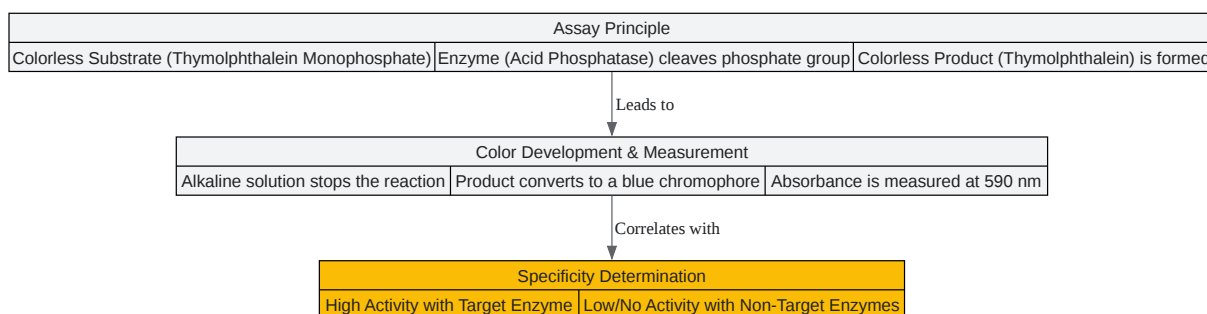 Assay Principle
Colorless Substrate (Thymolphthalein Monophosphate) Enzyme (Acid Phosphatase) cleaves phosphate group Colorless Product (Thymolphthalein) is formed
Leads to
Color Development & Measurement
Alkaline solution stops the reaction Product converts to a blue chromophore Absorbance is measured at 590 nm
Correlates with
Specificity Determination
High Activity with Target Enzyme Low/No Activity with Non-Target Enzymes